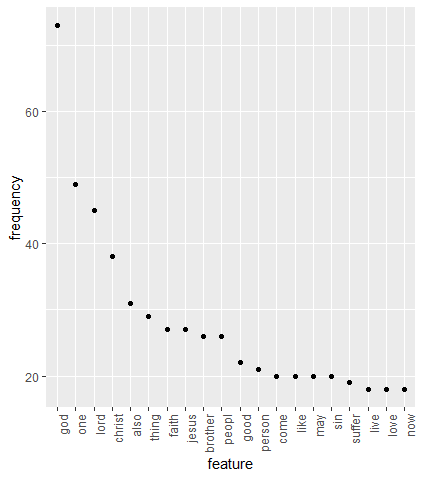 frequency
60
40
20
god
one
lord
christ
also
thing
faith
jesus
brother
peopl
good
person
come
like
may
sin
suffer
live
love
now
feature